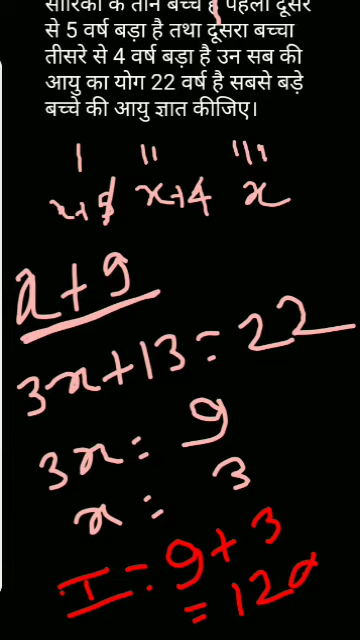 सारिका के तीन बच्चे हैं पहला दूसरे
से 5 वर्ष बड़ा है तथा दूसरा बच्चा
तीसरे से 4 वर्ष बड़ा है उन सब की
आयु का योग 22 वर्ष है सबसे बड़े
बच्चे की आयु ज्ञात कीजिए।
I II III
x+9 x+4 x
x+9
3x+13=22
3x= 9
x= 3
I = 9+3
= 12